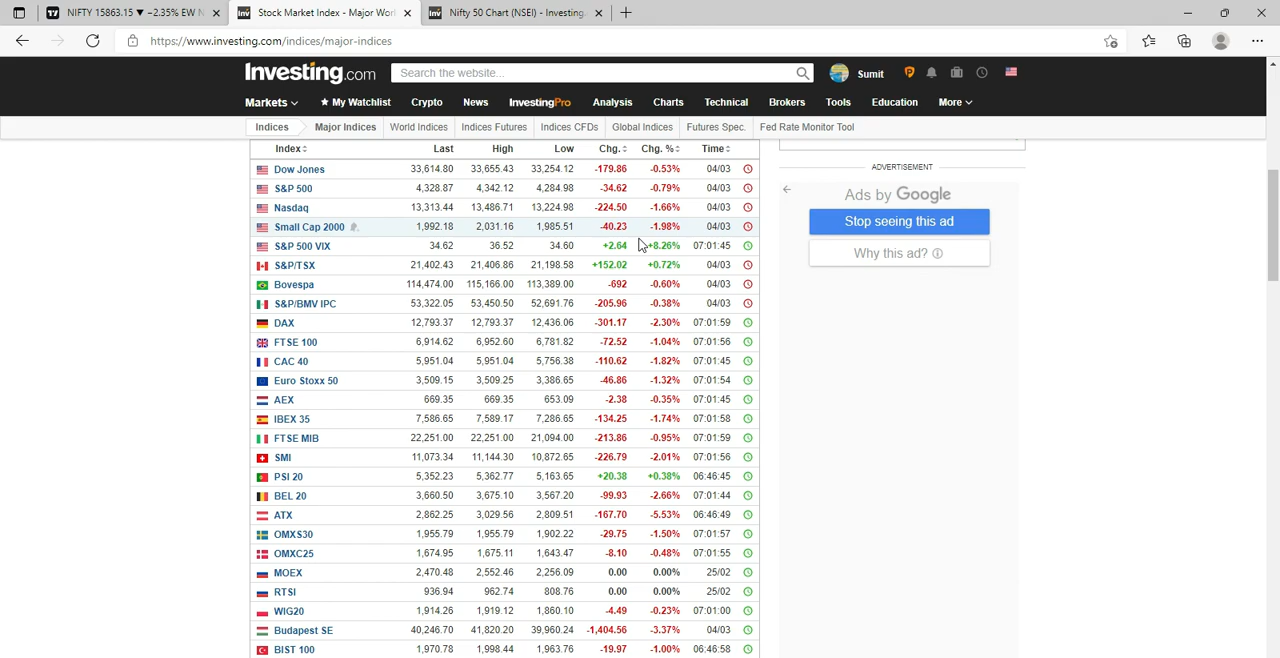 NIFTY 15863.15 ▼ −2.35% EW N
Stock Market Index - Major Wor
Nifty 50 Chart (NSEI) - Investing.
https://www.investing.com/indices/major-indices
Investing.com
Search the website...
Sumit
Markets
★ My Watchlist
Crypto
News
InvestingPro
Analysis
Charts
Technical
Brokers
Tools
Education
More
Indices
Major Indices
World Indices
Indices Futures
Indices CFDs
Global Indices
Futures Spec.
Fed Rate Monitor Tool
Index Last High Low Chg. Chg. % Time
Dow Jones 33,614.80 33,655.43 33,254.12 -179.86 -0.53% 04/03
S&P 500 4,328.87 4,342.12 4,284.98 -34.62 -0.79% 04/03
Nasdaq 13,313.44 13,486.71 13,224.98 -224.50 -1.66% 04/03
Small Cap 2000 1,992.18 2,031.16 1,985.51 -40.23 -1.98% 04/03
S&P 500 VIX 34.62 36.52 34.60 +2.64 +8.26% 07:01:45
S&P/TSX 21,402.43 21,406.86 21,198.58 +152.02 +0.72% 04/03
Bovespa 114,474.00 115,166.00 113,389.00 -692 -0.60% 04/03
S&P/BMV IPC 53,322.05 53,450.50 52,691.76 -205.96 -0.38% 04/03
DAX 12,793.37 12,793.37 12,436.06 -301.17 -2.30% 07:01:59
FTSE 100 6,914.62 6,952.60 6,781.82 -72.52 -1.04% 07:01:56
CAC 40 5,951.04 5,951.04 5,756.38 -110.62 -1.82% 07:01:45
Euro Stoxx 50 3,509.15 3,509.25 3,386.65 -46.86 -1.32% 07:01:54
AEX 669.35 669.35 653.09 -2.38 -0.35% 07:01:45
IBEX 35 7,586.65 7,589.17 7,286.65 -134.25 -1.74% 07:01:58
FTSE MIB 22,251.00 22,251.00 21,094.00 -213.86 -0.95% 07:01:59
SMI 11,073.34 11,144.30 10,872.65 -226.79 -2.01% 07:01:56
PSI 20 5,352.23 5,362.77 5,163.65 +20.38 +0.38% 06:46:45
BEL 20 3,660.50 3,675.10 3,567.20 -99.93 -2.66% 07:01:44
ATX 2,862.25 3,029.56 2,809.51 -167.70 -5.53% 06:46:49
OMXS30 1,955.79 1,955.79 1,902.22 -29.75 -1.50% 07:01:57
OMXC25 1,674.95 1,675.11 1,643.47 -8.10 -0.48% 07:01:55
MOEX 2,470.48 2,552.46 2,256.09 0.00 0.00% 25/02
RTSI 936.94 962.74 808.76 0.00 0.00% 25/02
WIG20 1,914.26 1,919.12 1,860.10 -4.49 -0.23% 07:01:00
Budapest SE 40,246.70 41,820.20 39,960.24 -1,404.56 -3.37% 04/03
BIST 100 1,970.78 1,998.44 1,963.76 -19.97 -1.00% 06:46:58
ADVERTISEMENT
Ads by Google
Stop seeing this ad
Why this ad?